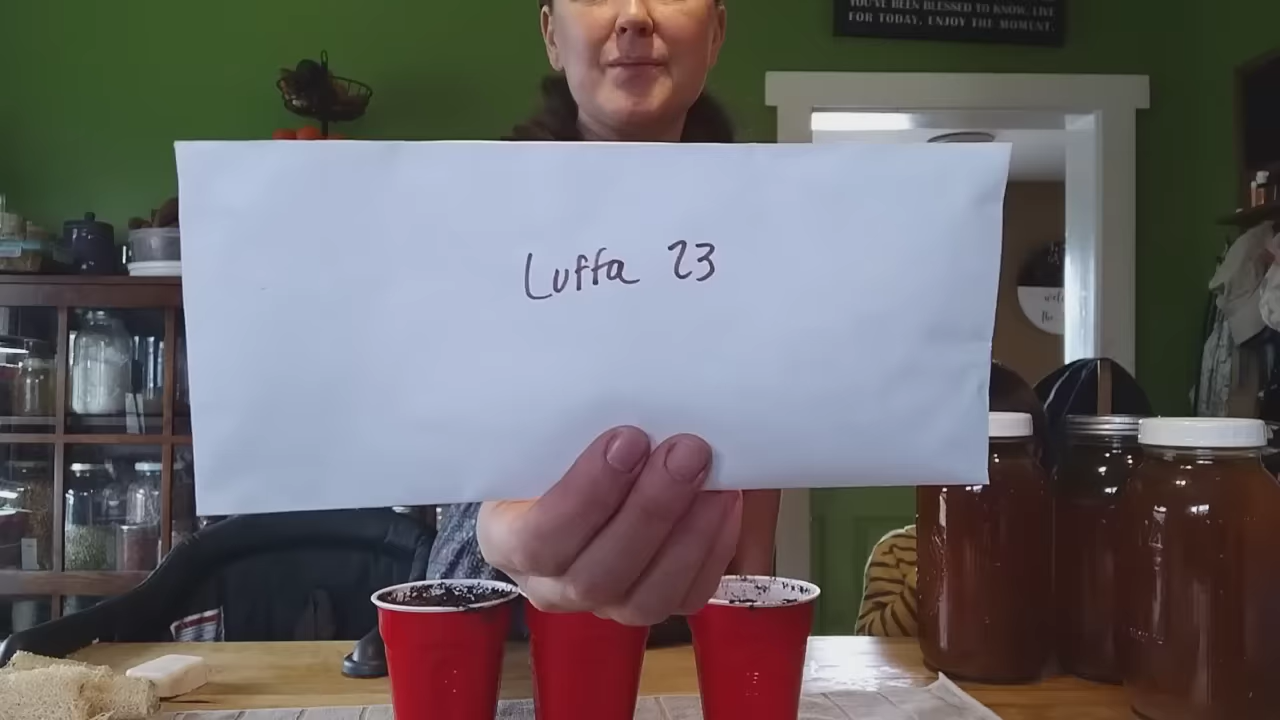 YOU'VE BEEN BLESSED TO KNOW. LIVE
FOR TODAY. ENJOY THE MOMENT.
Luffa 23